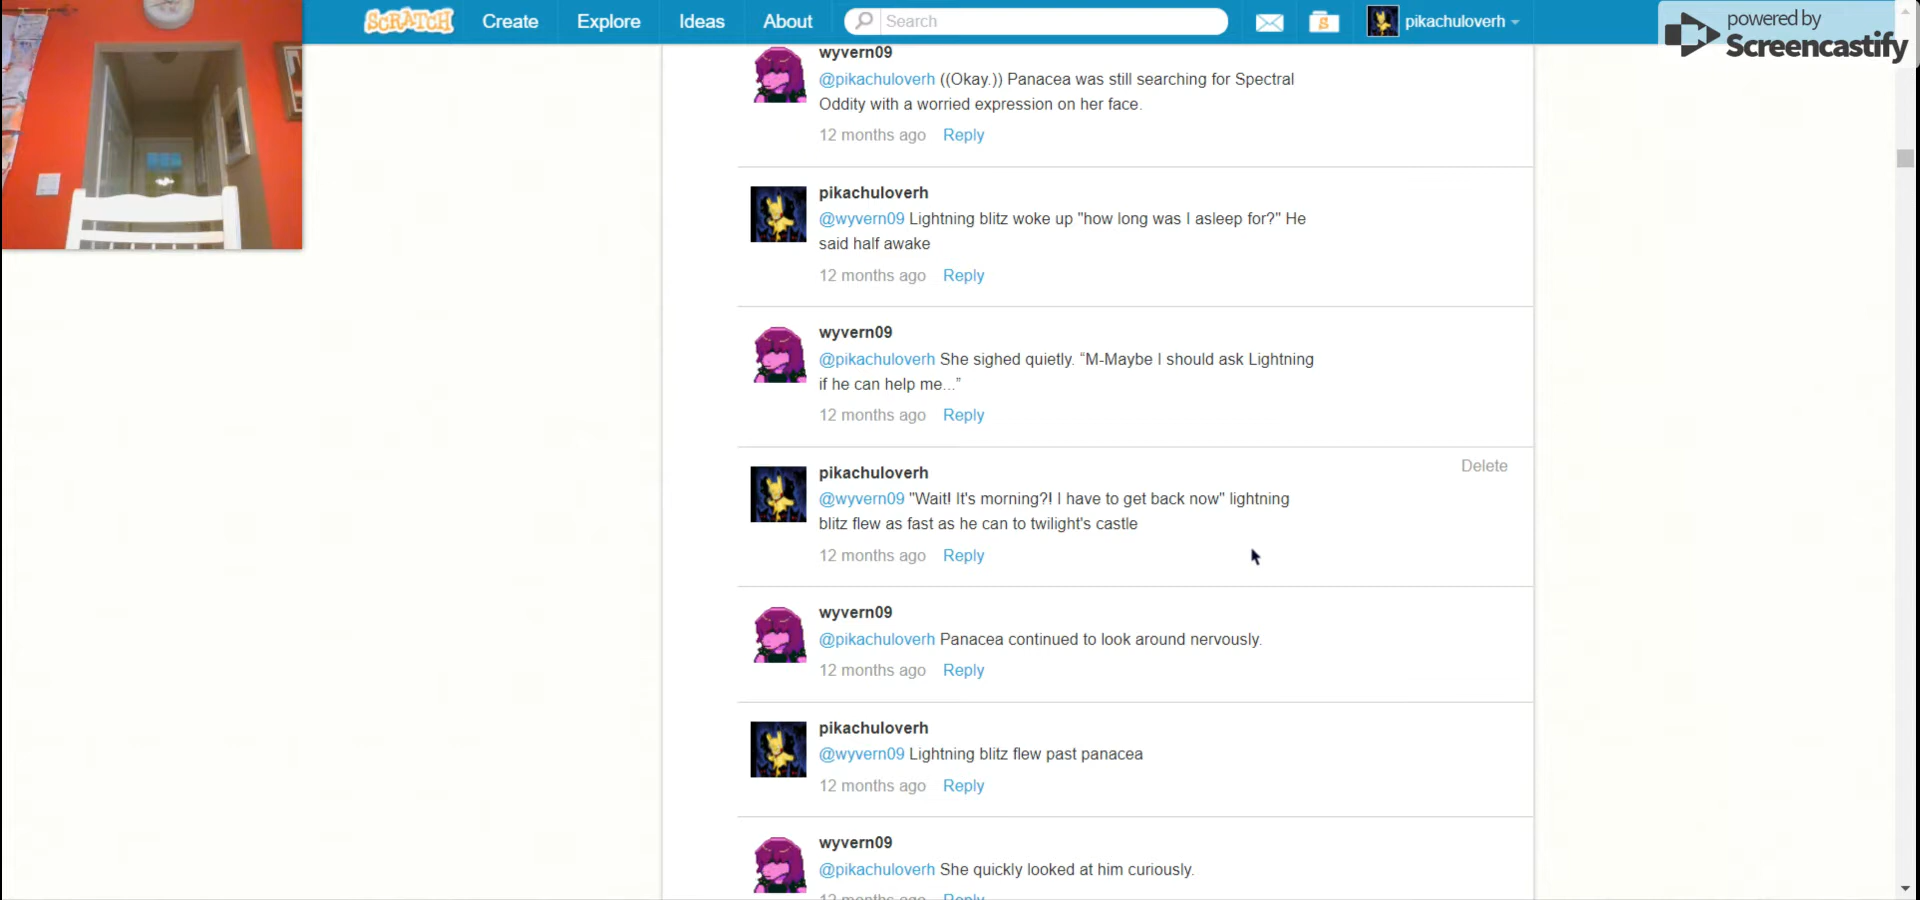 SCRATCH Create Explore Ideas About Search pikachuloverh
powered by
Screencastify
wyvern09
@pikachuloverh ((Okay.)) Panacea was still searching for Spectral
Oddity with a worried expression on her face.
12 months ago Reply
pikachuloverh
@wyvern09 Lightning blitz woke up "how long was I asleep for?" He
said half awake
12 months ago Reply
wyvern09
@pikachuloverh She sighed quietly. “M-Maybe I should ask Lightning
if he can help me...”
12 months ago Reply
pikachuloverh
Delete
@wyvern09 "Wait! It's morning?! I have to get back now" lightning
blitz flew as fast as he can to twilight's castle
12 months ago Reply
wyvern09
@pikachuloverh Panacea continued to look around nervously.
12 months ago Reply
pikachuloverh
@wyvern09 Lightning blitz flew past panacea
12 months ago Reply
wyvern09
@pikachuloverh She quickly looked at him curiously.
12 months ago Reply